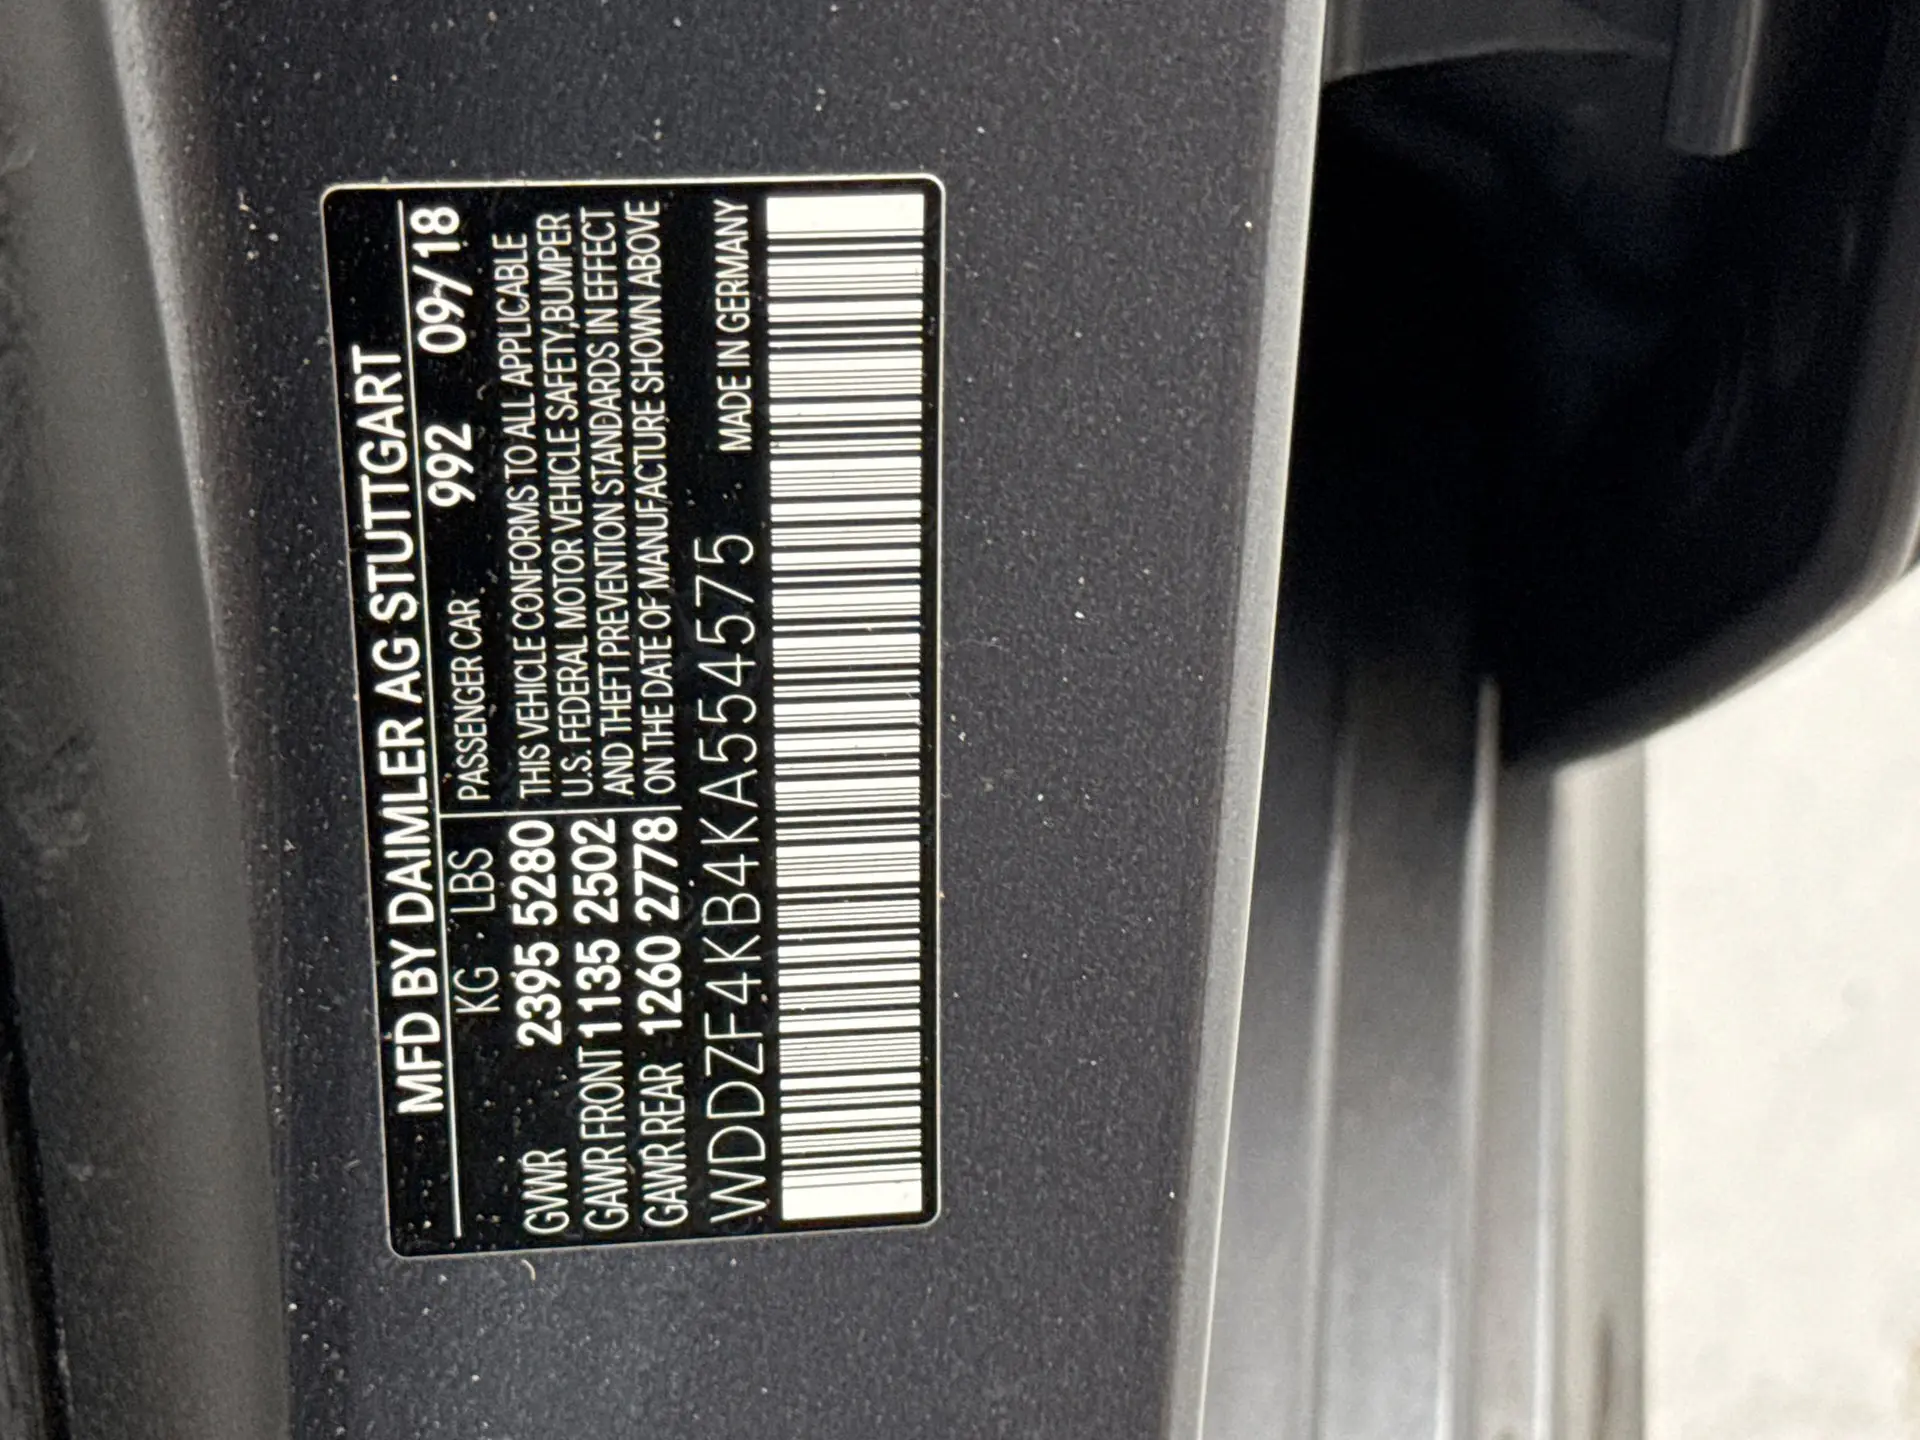 MFD BY DAIMLER AG STUTTGART
KG LBS PASSENGER CAR 992 09/18
GVWR 2395 5280 THIS VEHICLE CONFORMS TO ALL APPLICABLE
GAWR FRONT 1135 2502 U.S. FEDERAL MOTOR VEHICLE SAFETY,BUMPER
GAWR REAR 1260 2778 AND THEFT PREVENTION STANDARDS IN EFFECT
ON THE DATE OF MANUFACTURE SHOWN ABOVE
WDDZF4KB4KA554575 MADE IN GERMANY